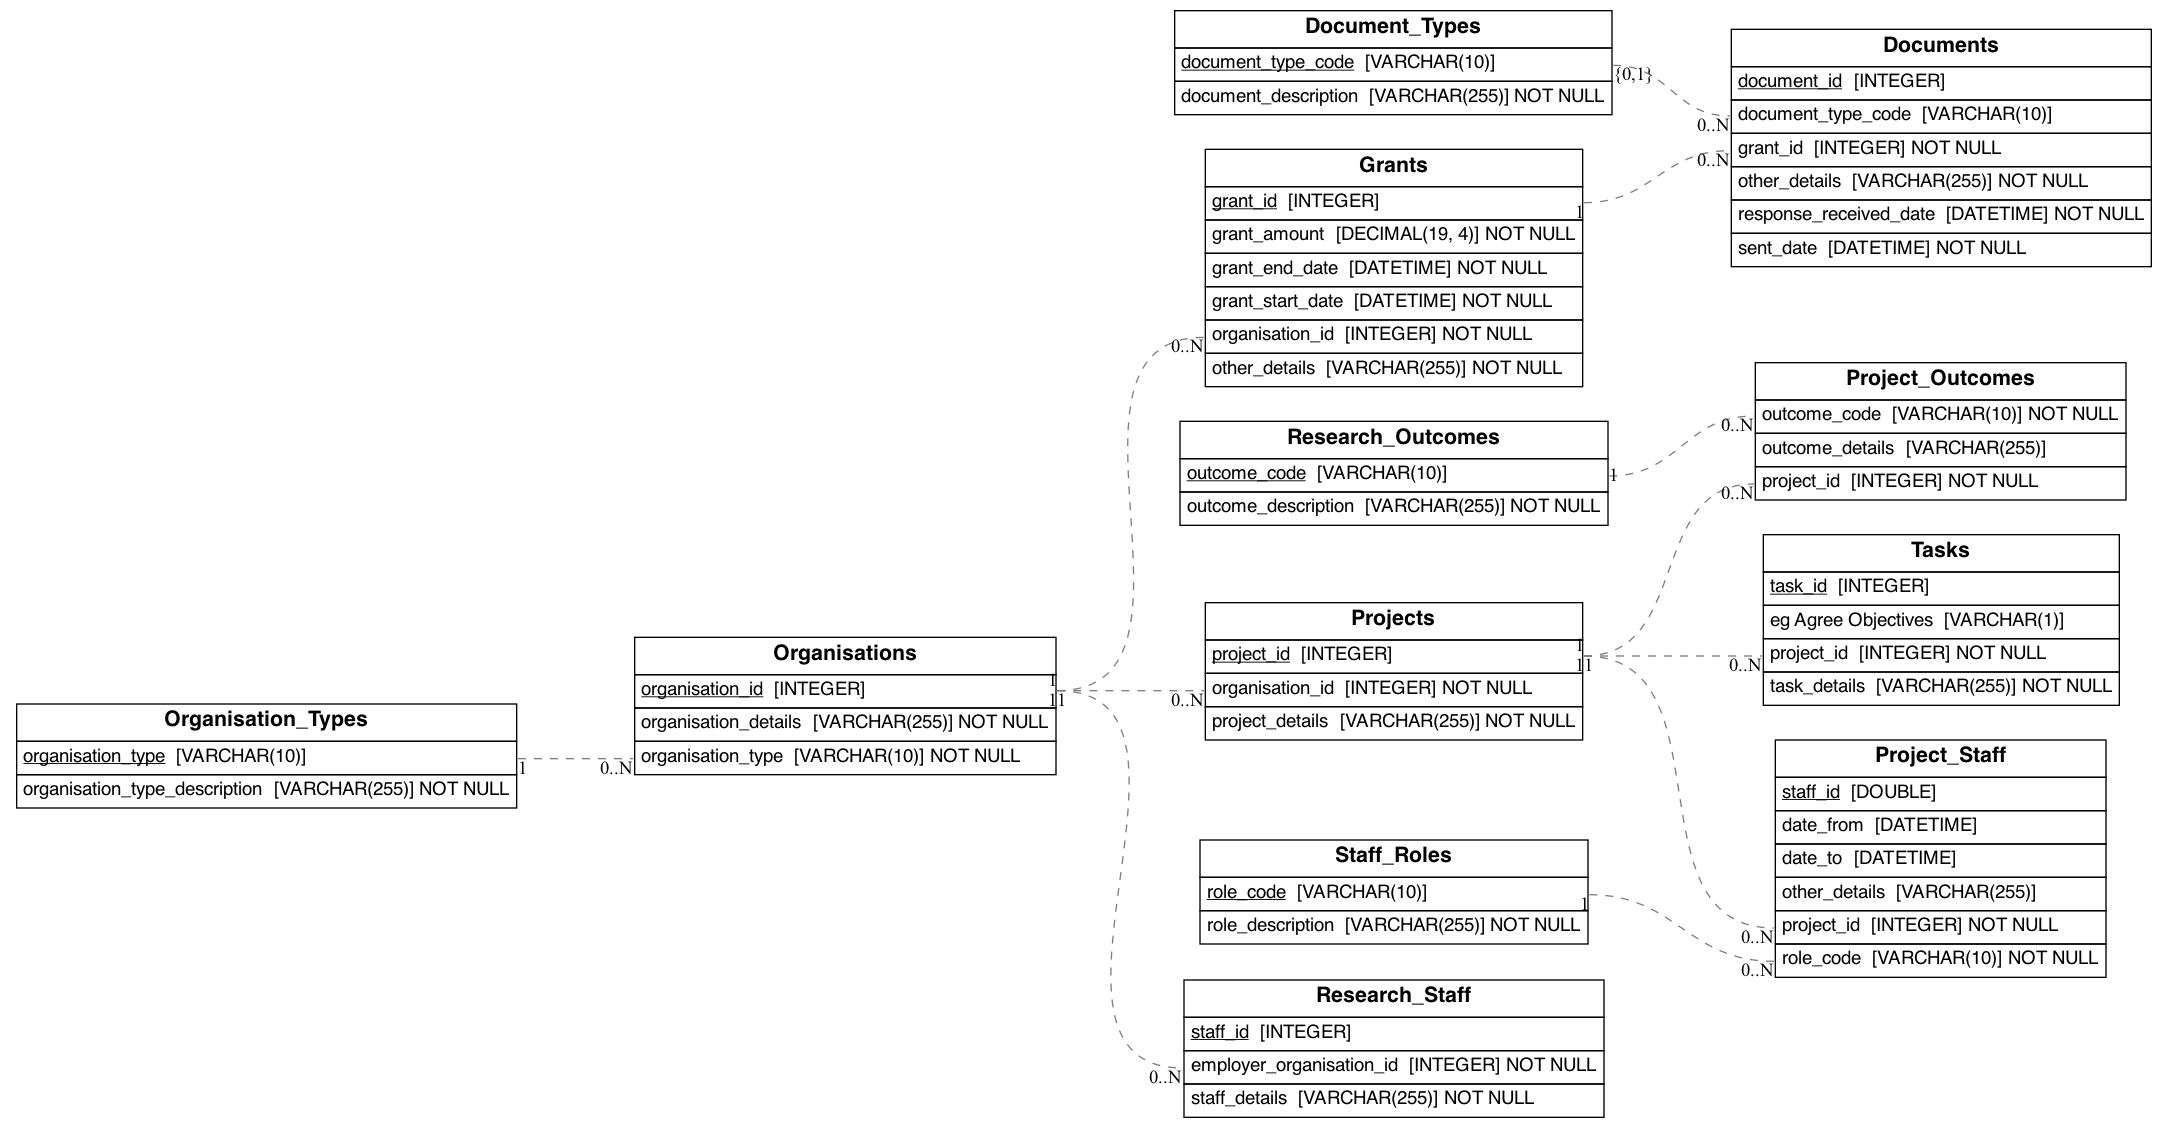 Document_Types
document_type_code [VARCHAR(10)]
document_description [VARCHAR(255)] NOT NULL
{0,1}
0..N
Documents
document_id [INTEGER]
document_type_code [VARCHAR(10)]
grant_id [INTEGER] NOT NULL
other_details [VARCHAR(255)] NOT NULL
response_received_date [DATETIME] NOT NULL
sent_date [DATETIME] NOT NULL
0..N
Grants
grant_id [INTEGER]
1
grant_amount [DECIMAL(19, 4)] NOT NULL
grant_end_date [DATETIME] NOT NULL
grant_start_date [DATETIME] NOT NULL
organisation_id [INTEGER] NOT NULL
other_details [VARCHAR(255)] NOT NULL
0..N
Research_Outcomes
outcome_code [VARCHAR(10)]
outcome_description [VARCHAR(255)] NOT NULL
1
0..N
Project_Outcomes
outcome_code [VARCHAR(10)] NOT NULL
outcome_details [VARCHAR(255)]
project_id [INTEGER] NOT NULL
0..N
Projects
project_id [INTEGER]
organisation_id [INTEGER] NOT NULL
project_details [VARCHAR(255)] NOT NULL
1
1
1
0..N
0..N
Tasks
task_id [INTEGER]
eg Agree Objectives [VARCHAR(1)]
project_id [INTEGER] NOT NULL
task_details [VARCHAR(255)] NOT NULL
Organisations
organisation_id [INTEGER]
organisation_details [VARCHAR(255)] NOT NULL
organisation_type [VARCHAR(10)] NOT NULL
1
1
1
Organisation_Types
organisation_type [VARCHAR(10)]
organisation_type_description [VARCHAR(255)] NOT NULL
1
0..N
Project_Staff
staff_id [DOUBLE]
date_from [DATETIME]
date_to [DATETIME]
other_details [VARCHAR(255)]
project_id [INTEGER] NOT NULL
role_code [VARCHAR(10)] NOT NULL
0..N
0..N
Staff_Roles
role_code [VARCHAR(10)]
1
role_description [VARCHAR(255)] NOT NULL
Research_Staff
staff_id [INTEGER]
employer_organisation_id [INTEGER] NOT NULL
staff_details [VARCHAR(255)] NOT NULL
0..N